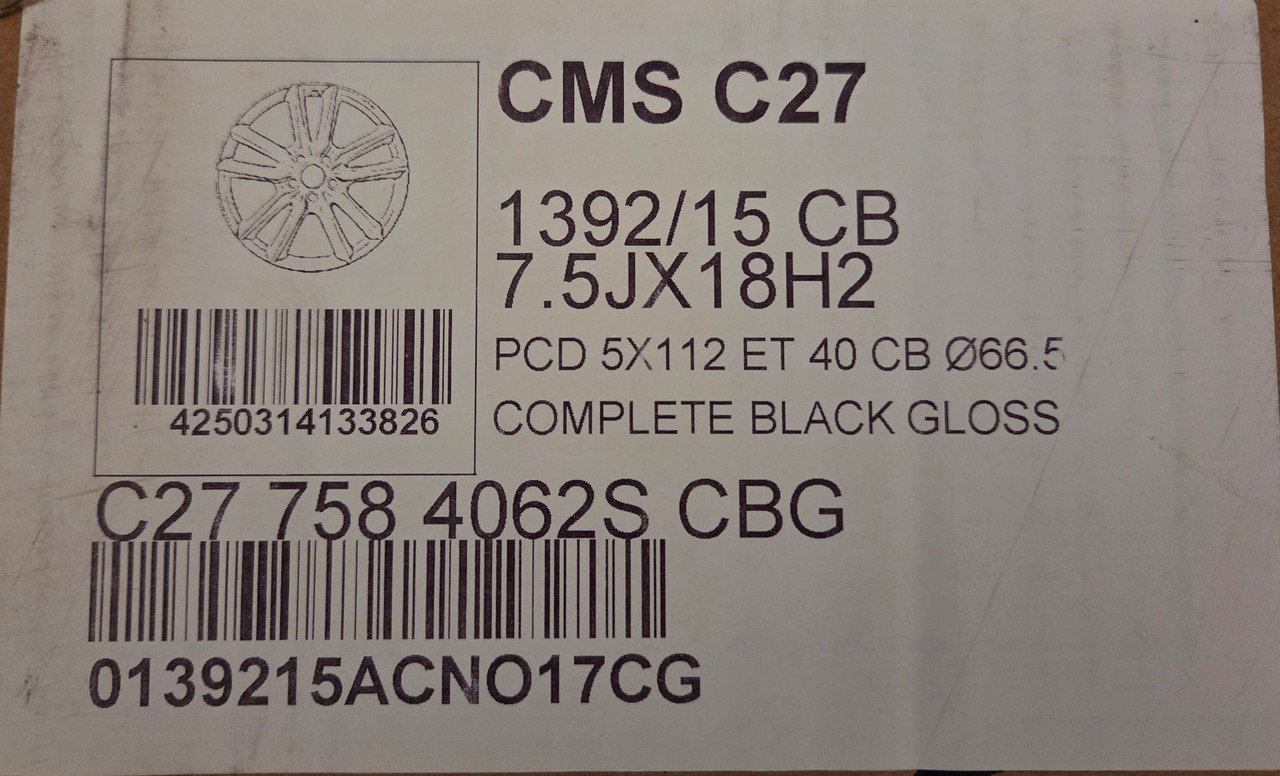 CMS C27
1392/15 CB
7.5JX18H2
PCD 5X112 ET 40 CB Ø66.5
COMPLETE BLACK GLOSS
4250314133826
C27 758 4062S CBG
0139215ACNO17CG